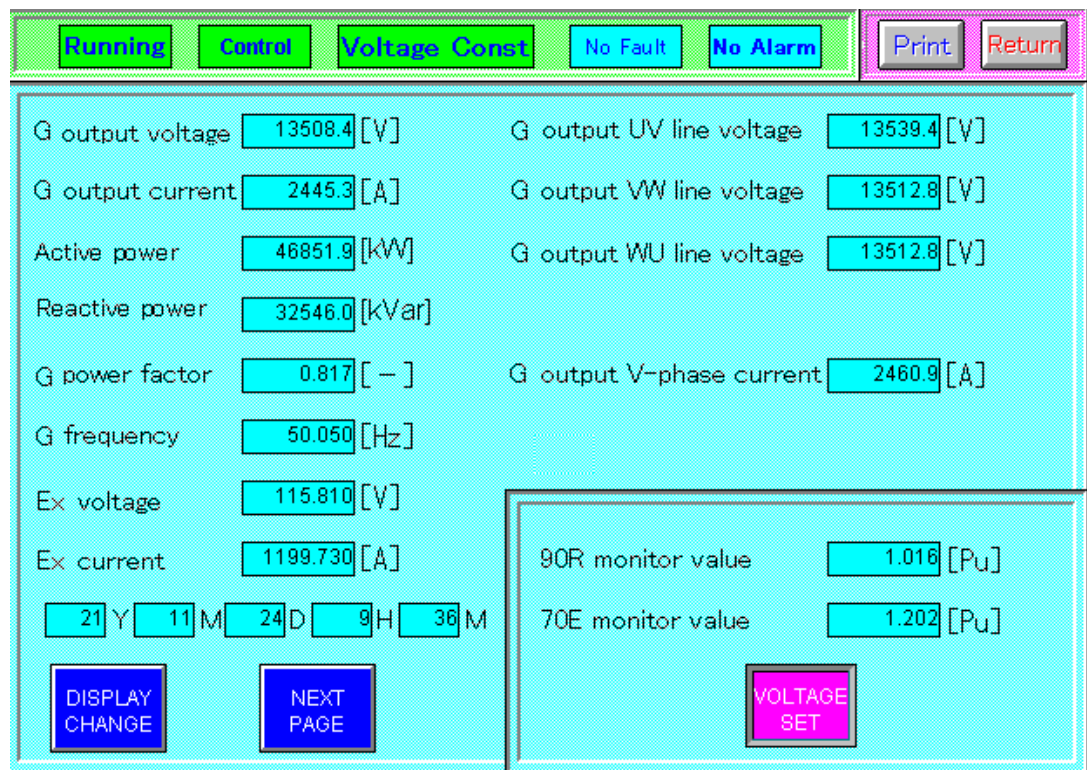 Running Control Voltage Const No Fault No Alarm Print Return
G output voltage 13508.4 [V] G output UV line voltage 13539.4 [V]
G output current 2445.3 [A] G output VW line voltage 13512.8 [V]
Active power 46851.9 [kW] G output WU line voltage 13512.8 [V]
Reactive power 32546.0 [kVar]
G power factor 0.817 [-] G output V-phase current 2460.9 [A]
G frequency 50.050 [Hz]
Ex voltage 115.810 [V]
Ex current 1199.730 [A] 90R monitor value 1.016 [Pu]
21 Y 11 M 24 D 9 H 36 M 70E monitor value 1.202 [Pu]
DISPLAY NEXT VOLTAGE
CHANGE PAGE SET